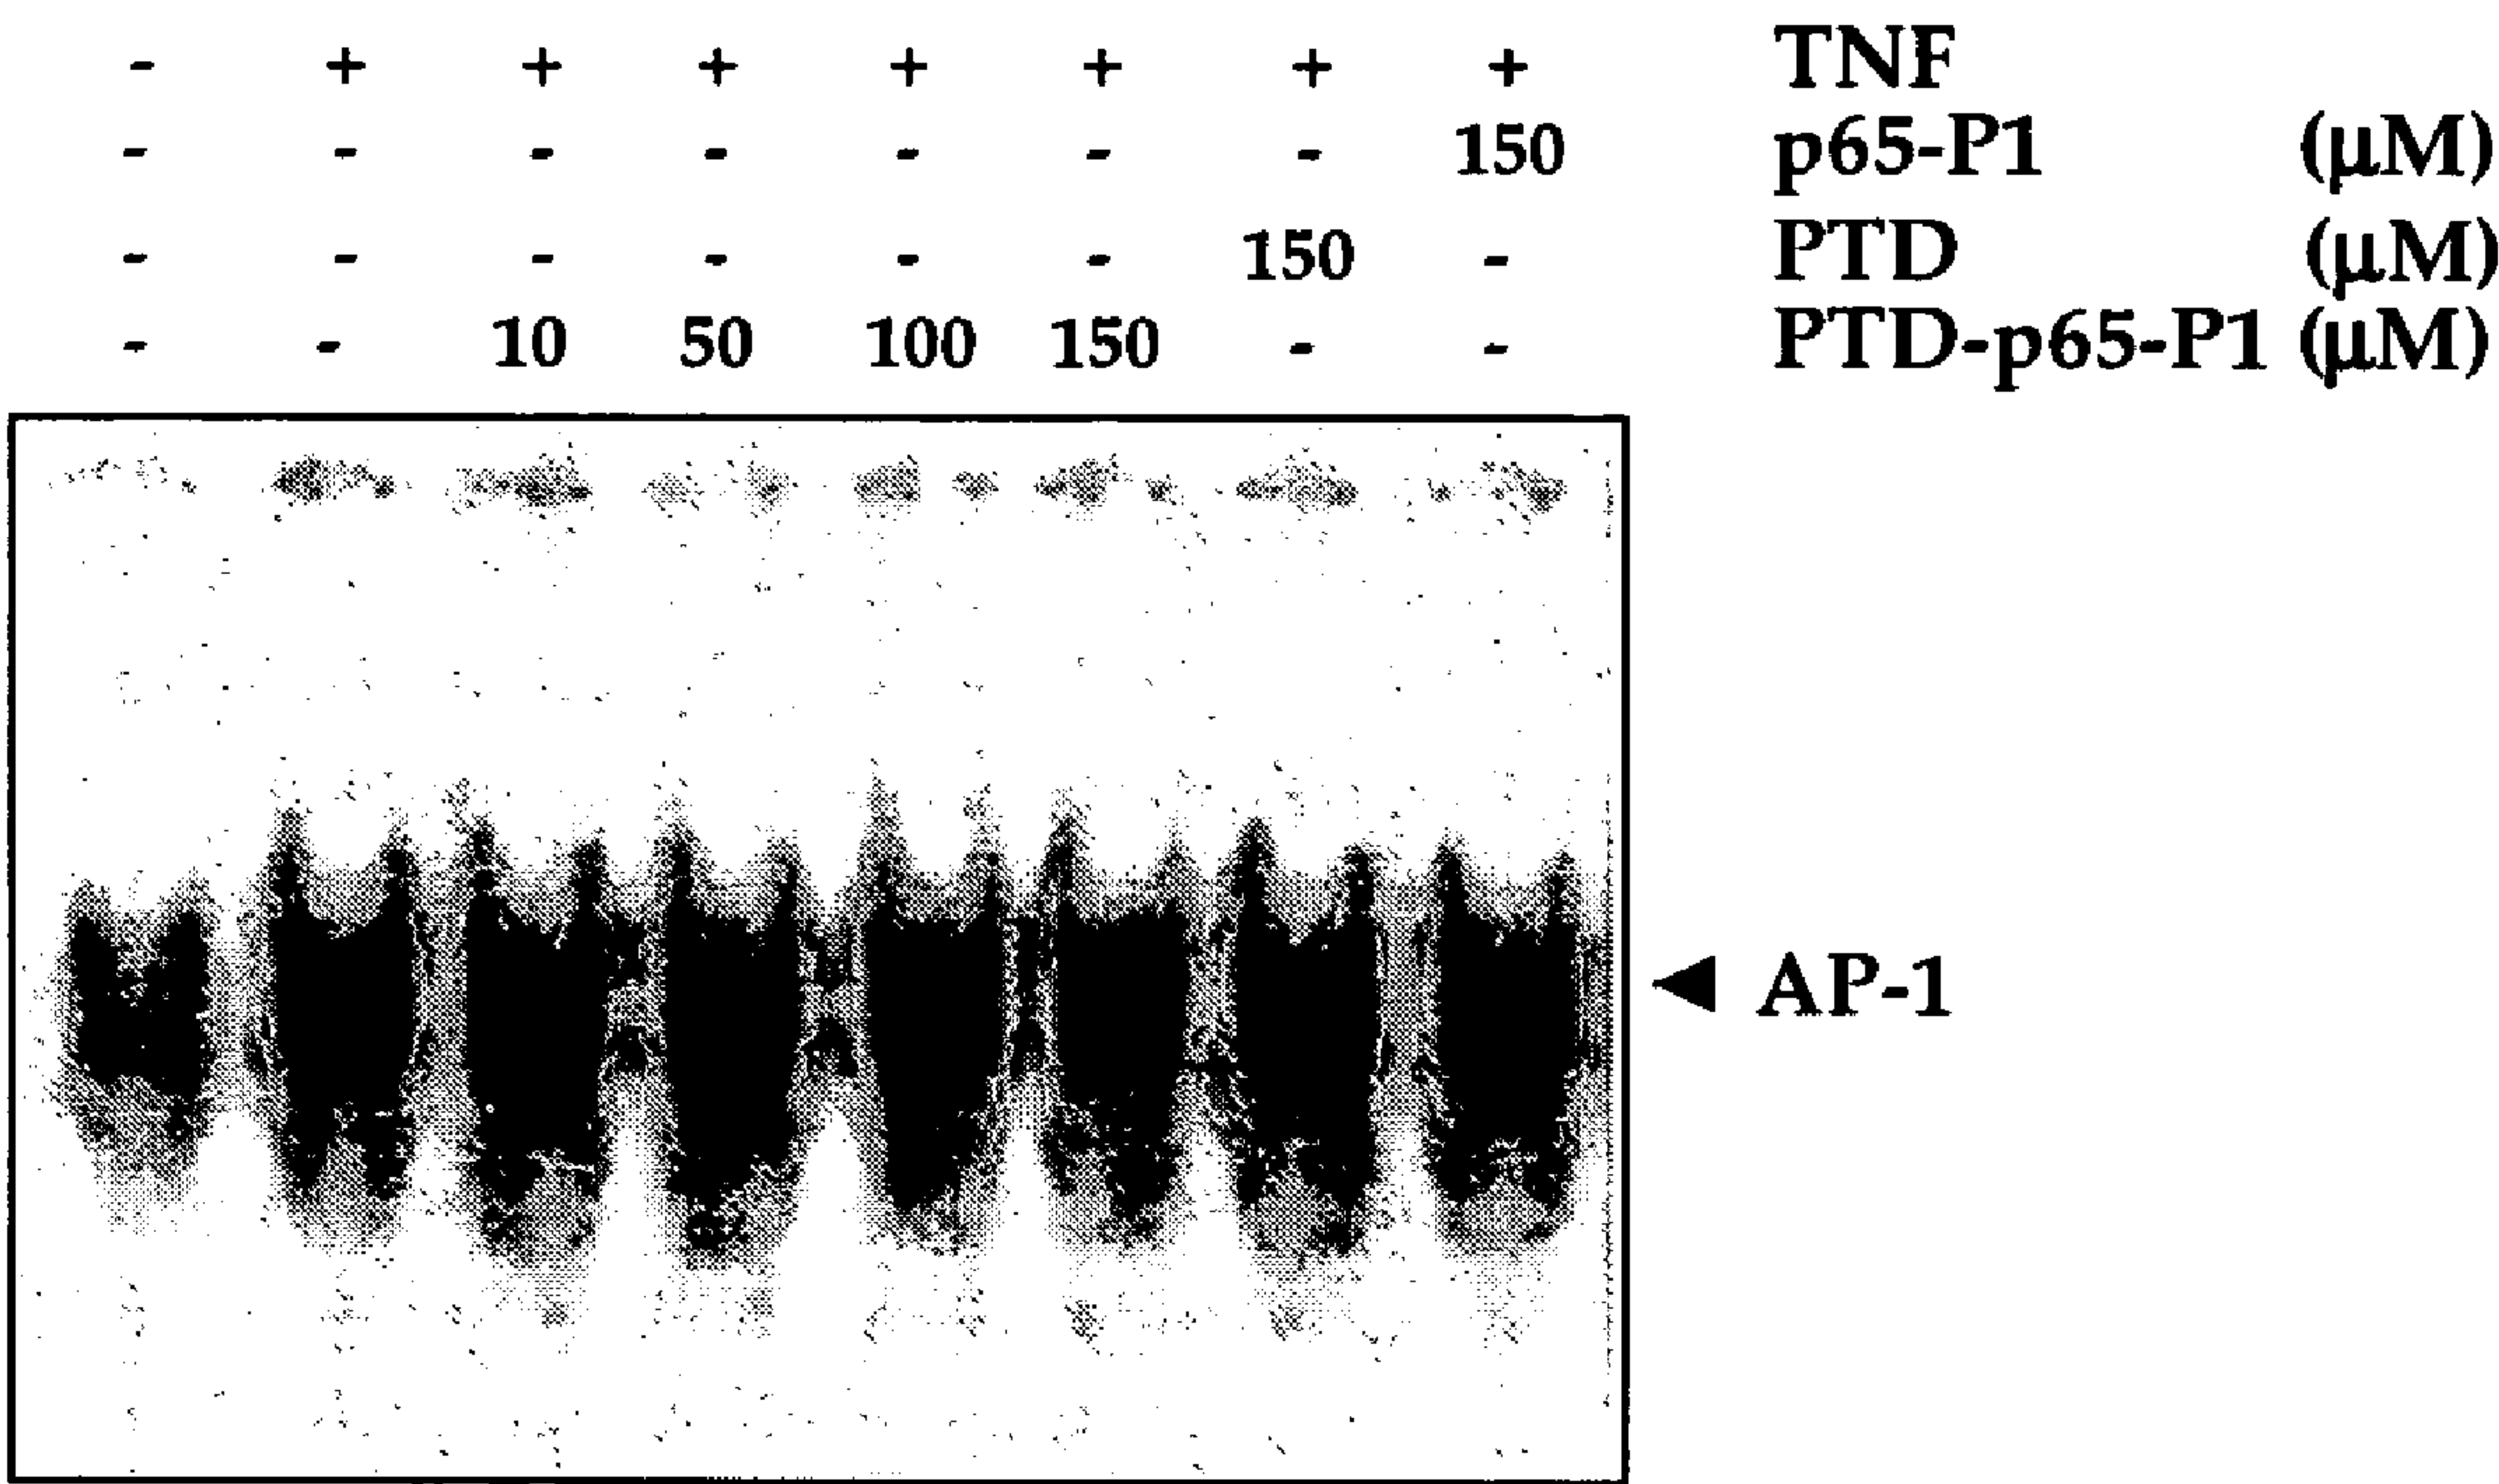 - + + + + + + + TNF
- - - - - - - 150 p65-P1 (µM)
- - - - - - 150 - PTD (µM)
- - 10 50 100 150 - - PTD-p65-P1 (µM)
◄ AP-1